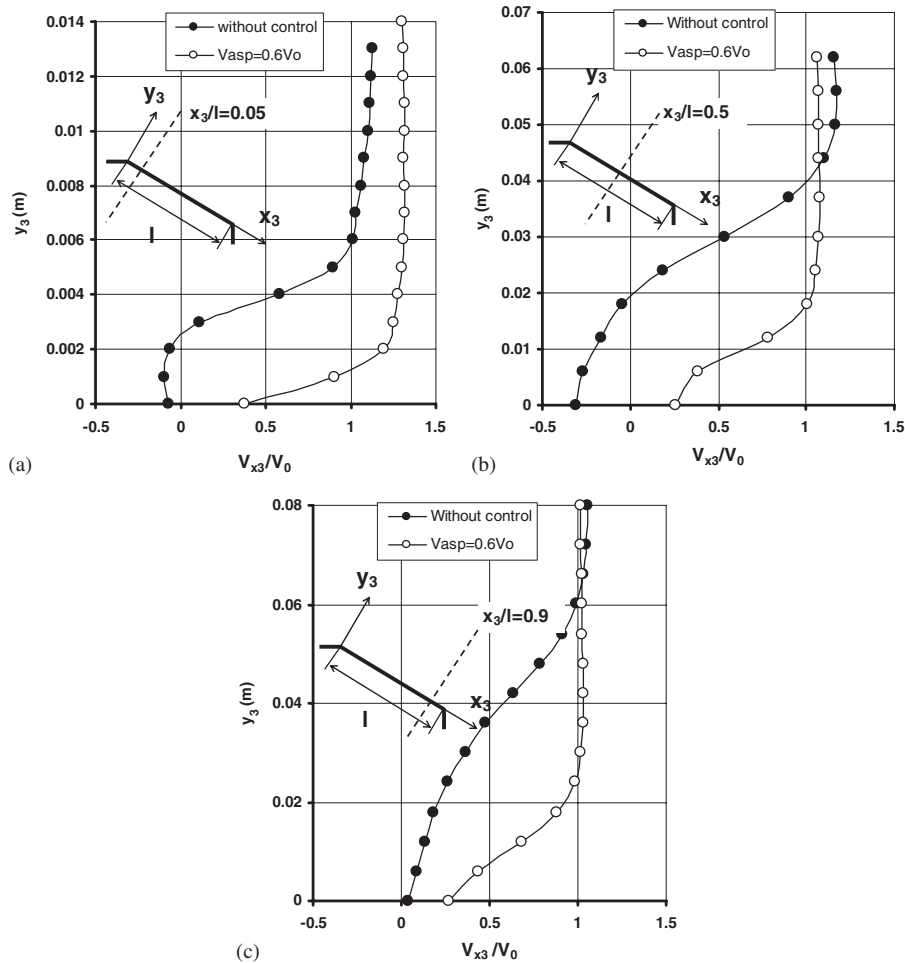 0.014
0.012
0.010
0.008
0.006
0.004
0.002
0
y3 (m)
without control
Vasp=0.6Vo
y3
x3/l=0.05
x3
l
-0.5 0 0.5 1 1.5
Vx3/V0
(a)
0.07
0.06
0.05
0.04
0.03
0.02
0.01
0
y3 (m)
Without control
Vasp=0.6Vo
y3
x3/l=0.5
x3
l
-0.5 0 0.5 1 1.5
Vx3/V0
(b)
0.08
0.06
0.04
0.02
0
y3 (m)
Without control
Vasp=0.6Vo
y3
x3/l=0.9
x3
l
-0.5 0 0.5 1 1.5
Vx3/V0
(c)